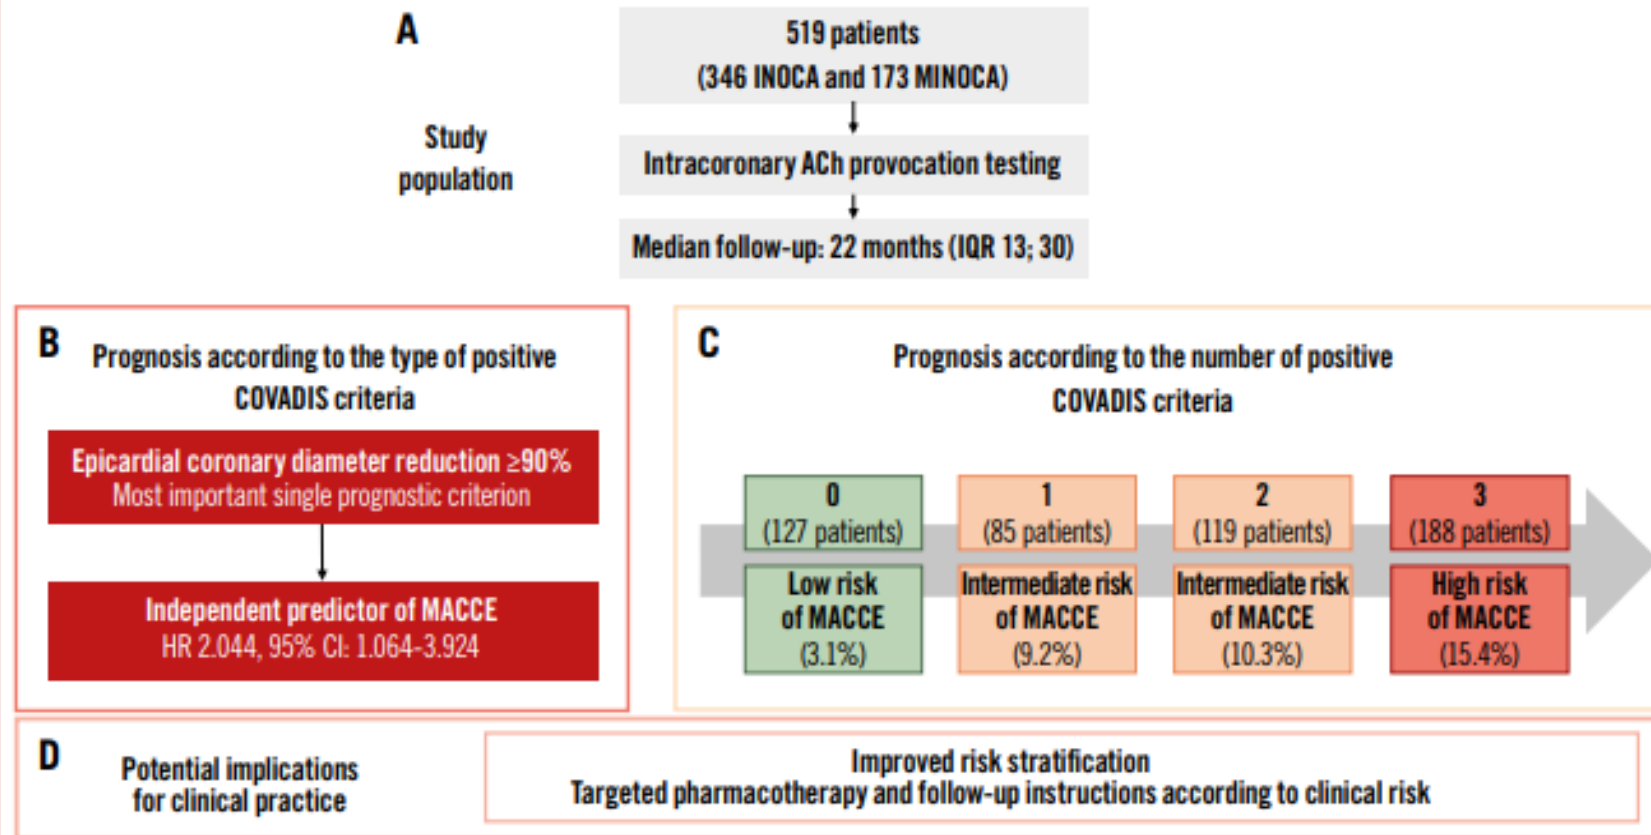 A
519 patients
(346 INOCA and 173 MINOCA)
Study
population
Intracoronary ACh provocation testing
Median follow-up: 22 months (IQR 13; 30)
B
Prognosis according to the type of positive
COVADIS criteria
Epicardial coronary diameter reduction ≥90%
Most important single prognostic criterion
Independent predictor of MACCE
HR 2.044, 95% CI: 1.064-3.924
C
Prognosis according to the number of positive
COVADIS criteria
0
(127 patients)
Low risk
of MACCE
(3.1%)
1
(85 patients)
Intermediate risk
of MACCE
(9.2%)
2
(119 patients)
Intermediate risk
of MACCE
(10.3%)
3
(188 patients)
High risk
of MACCE
(15.4%)
D
Potential implications
for clinical practice
Improved risk stratification
Targeted pharmacotherapy and follow-up instructions according to clinical risk